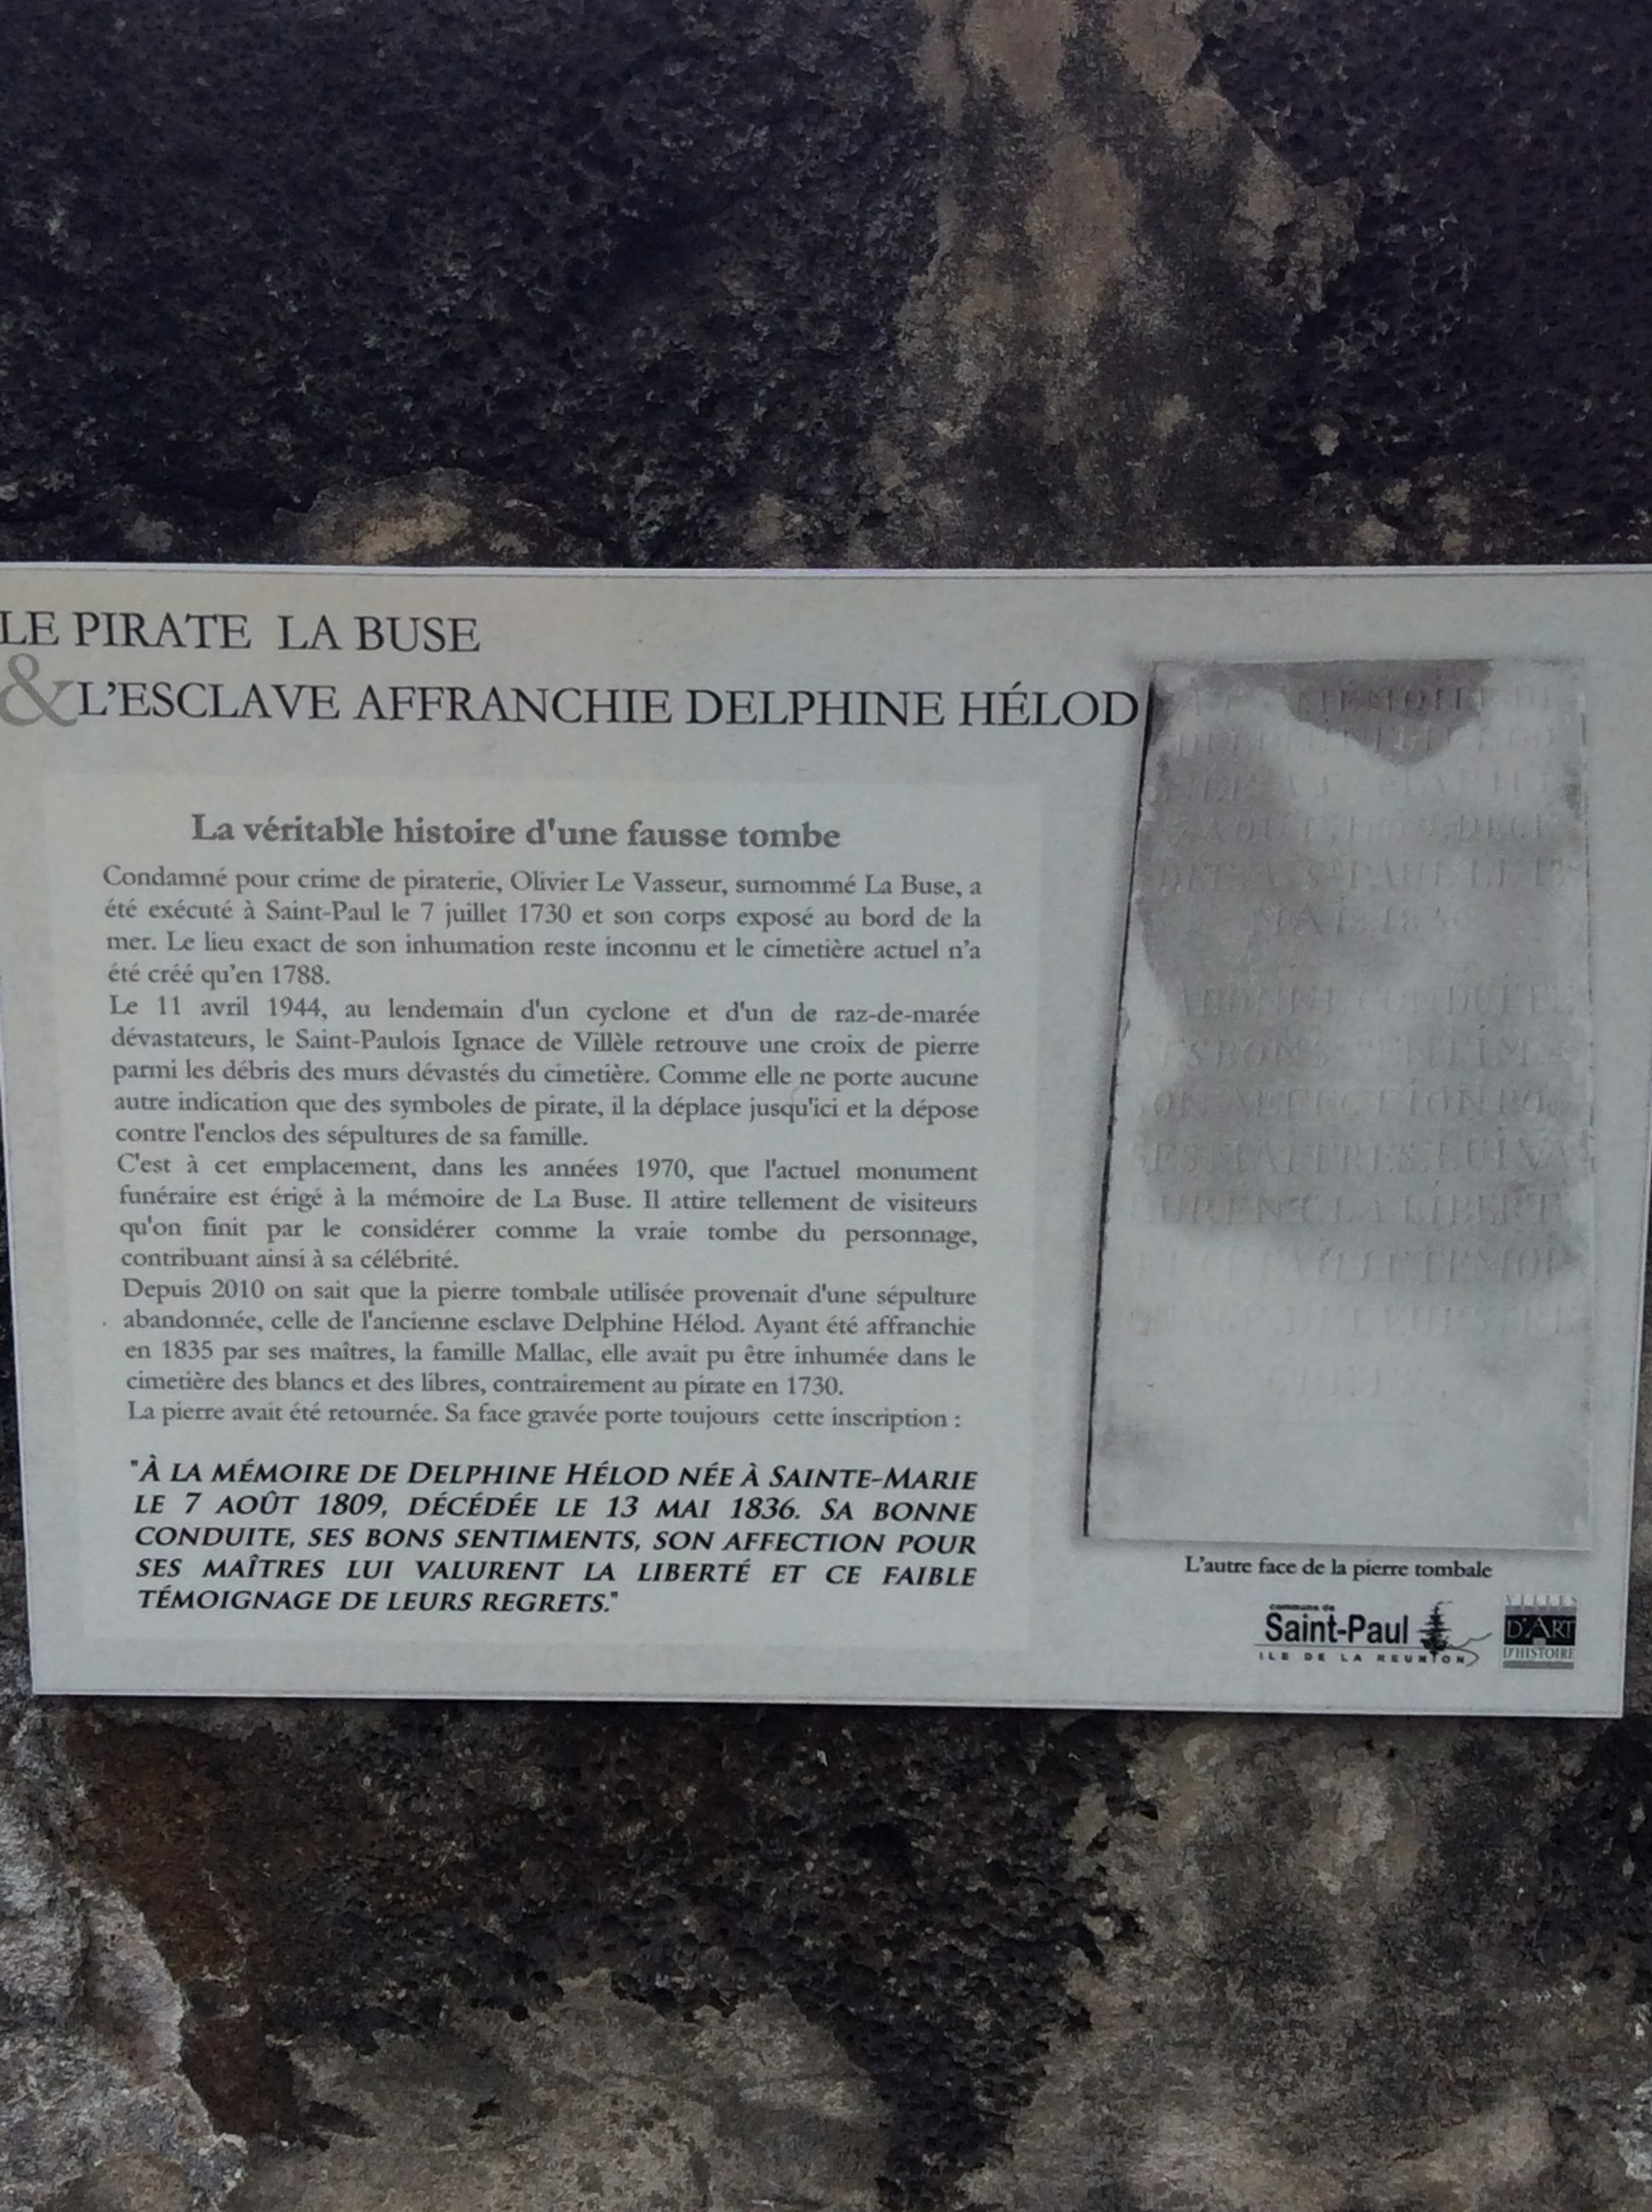 LE PIRATE LA BUSE
& L'ESCLAVE AFFRANCHIE DELPHINE HÉLOD
La véritable histoire d'une fausse tombe
Condamné pour crime de piraterie, Olivier Le Vasseur, surnommé La Buse, a
été exécuté à Saint-Paul le 7 juillet 1730 et son corps exposé au bord de la
mer. Le lieu exact de son inhumation reste inconnu et le cimetière actuel n'a
été créé qu'en 1788.
Le 11 avril 1944, au lendemain d'un cyclone et d'un de raz-de-marée
dévastateurs, le Saint-Paulois Ignace de Villèle retrouve une croix de pierre
parmi les débris des murs dévastés du cimetière. Comme elle ne porte aucune
autre indication que des symboles de pirate, il la déplace jusqu'ici et la dépose
contre l'enclos des sépultures de sa famille.
C'est à cet emplacement, dans les années 1970, que l'actuel monument
funéraire est érigé à la mémoire de La Buse. Il attire tellement de visiteurs
qu'on finit par le considérer comme la vraie tombe du personnage,
contribuant ainsi à sa célébrité.
Depuis 2010 on sait que la pierre tombale utilisée provenait d'une sépulture
abandonnée, celle de l'ancienne esclave Delphine Hélod. Ayant été affranchie
en 1835 par ses maîtres, la famille Mallac, elle avait pu être inhumée dans le
cimetière des blancs et des libres, contrairement au pirate en 1730.
La pierre avait été retournée. Sa face gravée porte toujours cette inscription :
"À LA MÉMOIRE DE DELPHINE HÉLOD NÉE À SAINTE-MARIE
LE 7 AOÛT 1809, DÉCÉDÉE LE 13 MAI 1836. SA BONNE
CONDUITE, SES BONS SENTIMENTS, SON AFFECTION POUR
SES MAÎTRES LUI VALURENT LA LIBERTÉ ET CE FAIBLE
TÉMOIGNAGE DE LEURS REGRETS."
L'autre face de la pierre tombale
commune de
Saint-Paul
ILE DE LA REUNION
VILLES
D'ART
D'HISTOIRE